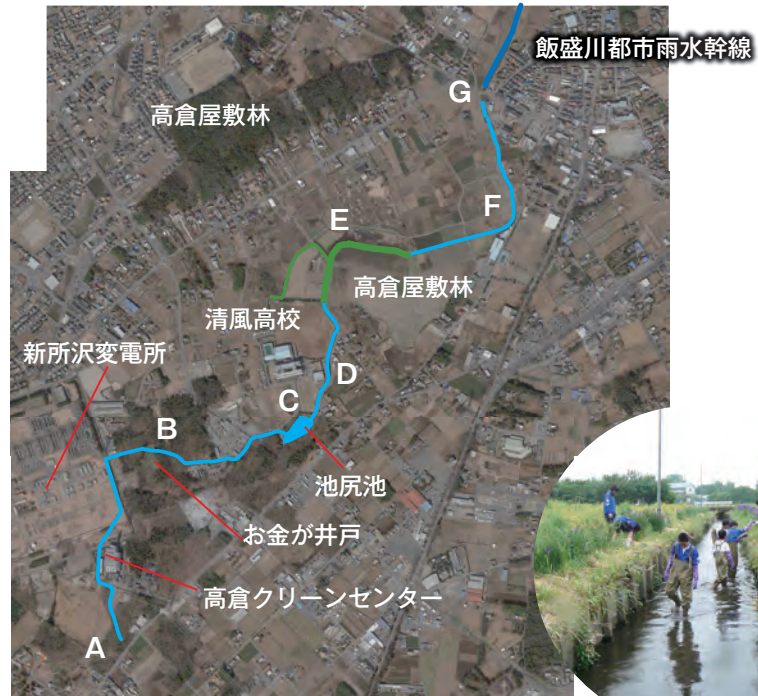 飯盛川都市雨水幹線
G
高倉屋敷林
F
E
高倉屋敷林
清風高校
新所沢変電所
D
C
B
池尻池
お金が井戸
高倉クリーンセンター
A